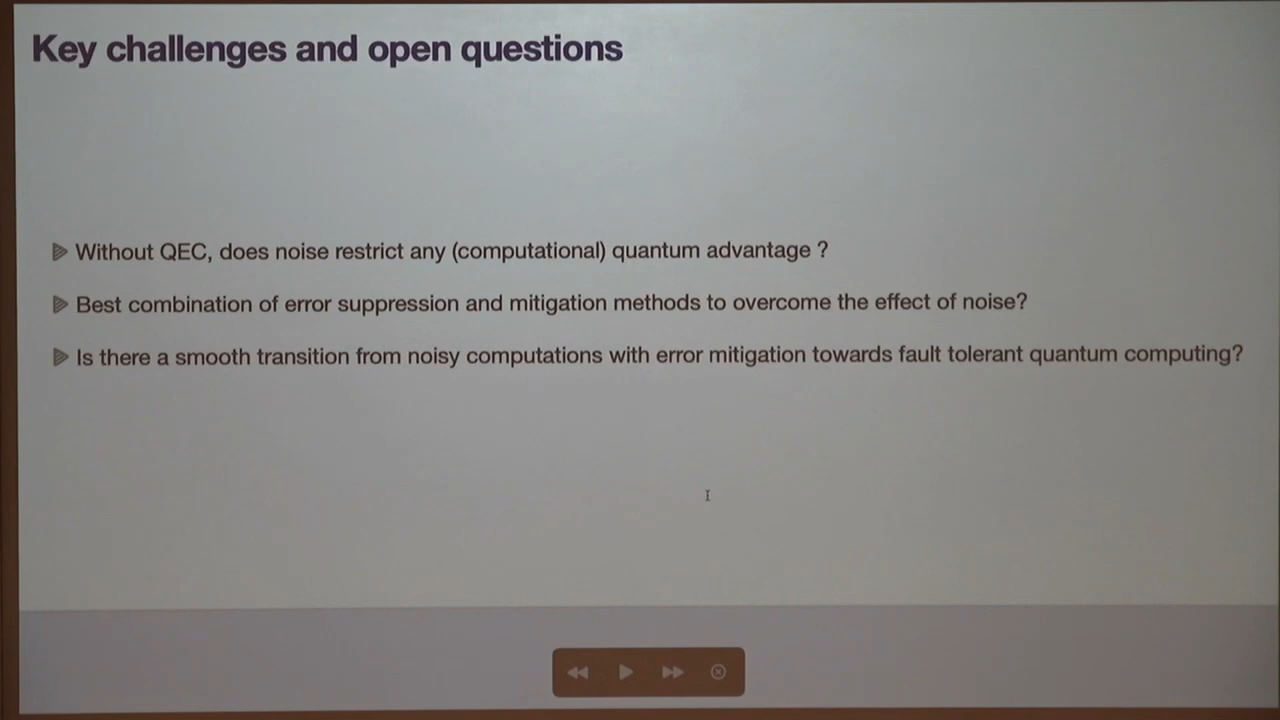 Key challenges and open questions
Without QEC, does noise restrict any (computational) quantum advantage ?
Best combination of error suppression and mitigation methods to overcome the effect of noise?
Is there a smooth transition from noisy computations with error mitigation towards fault tolerant quantum computing?